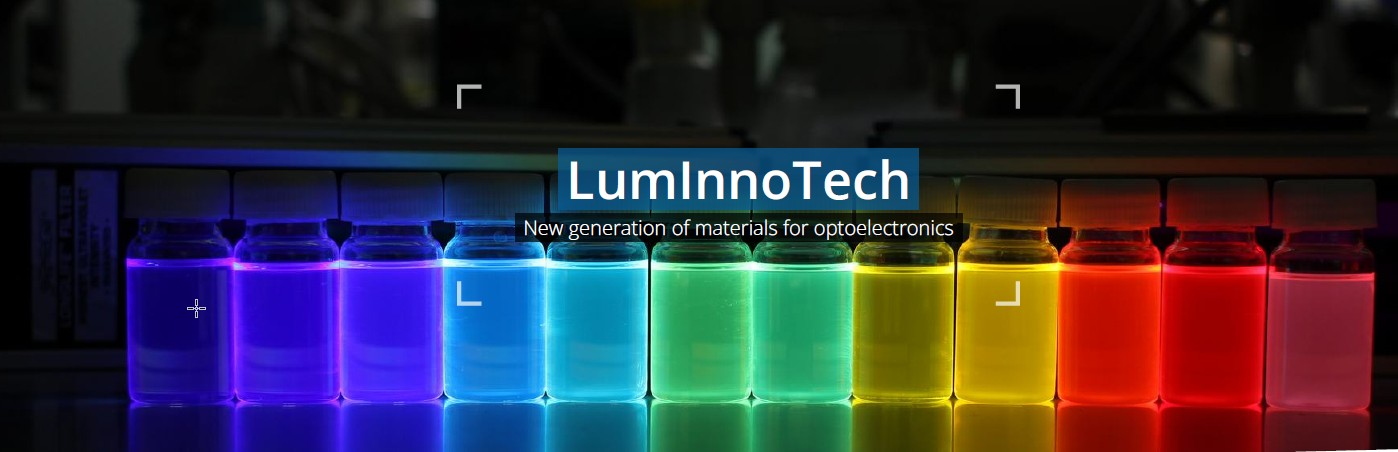 LumInnoTech
New generation of materials for optoelectronics